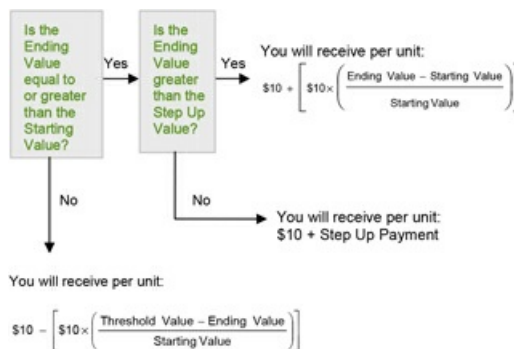 Is the
Ending
Value
equal to
or greater
than the
Starting
Value?
Yes
Is the
Ending
Value
greater
than the
Step Up
Value?
Yes
You will receive per unit:
$10 + [ $10× ( Ending Value – Starting Value
Starting Value ) ]
No
No
You will receive per unit:
$10 + Step Up Payment
You will receive per unit:
$10 – [ $10× ( Threshold Value – Ending Value
Starting Value ) ]